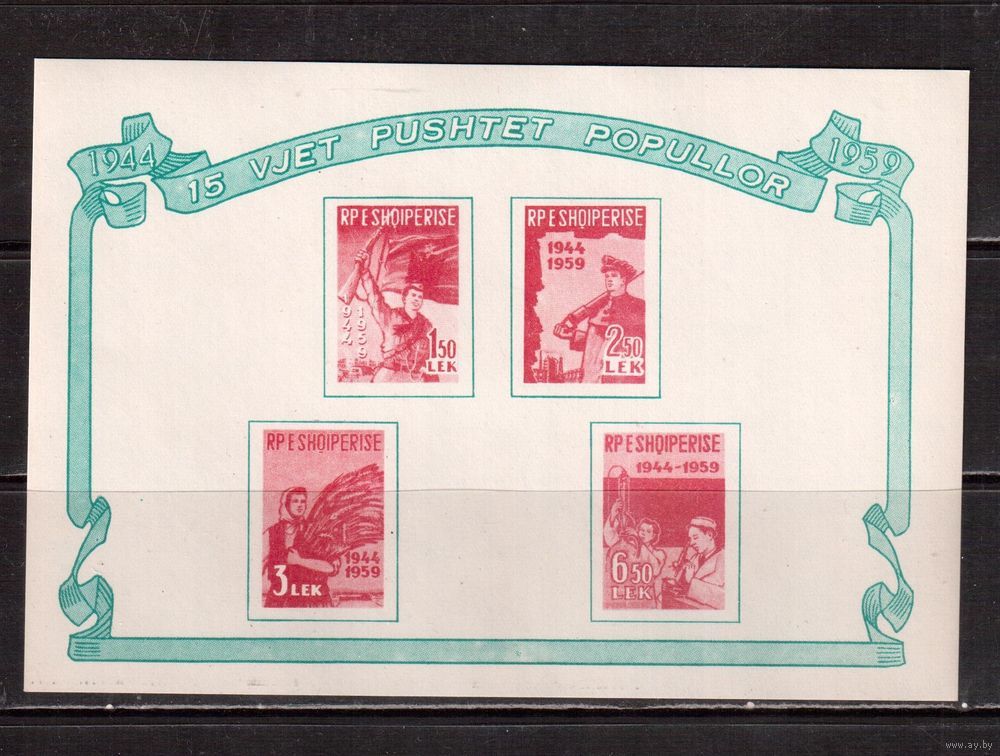 1944
15 VJET PUSHTET POPULLOR
1959
RP E SHQIPERISE
1944
1959
1 50
LEK
RP E SHQIPERISE
1944
1959
2 50
LEK
RP E SHQIPERISE
1944
1959
3 LEK
RP E SHQIPERISE
1944-1959
6 50
LEK
www.ay.by